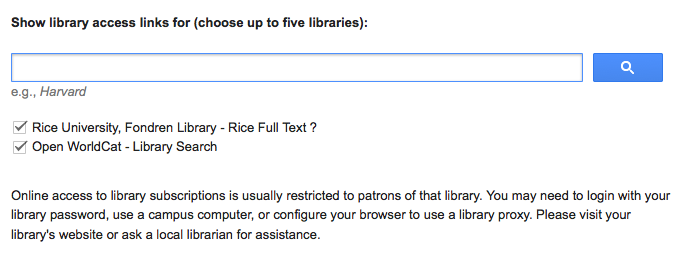 Show library access links for (choose up to five libraries):
e.g., Harvard
Rice University, Fondren Library - Rice Full Text ?
Open WorldCat - Library Search
Online access to library subscriptions is usually restricted to patrons of that library. You may need to login with your
library password, use a campus computer, or configure your browser to use a library proxy. Please visit your
library's website or ask a local librarian for assistance.